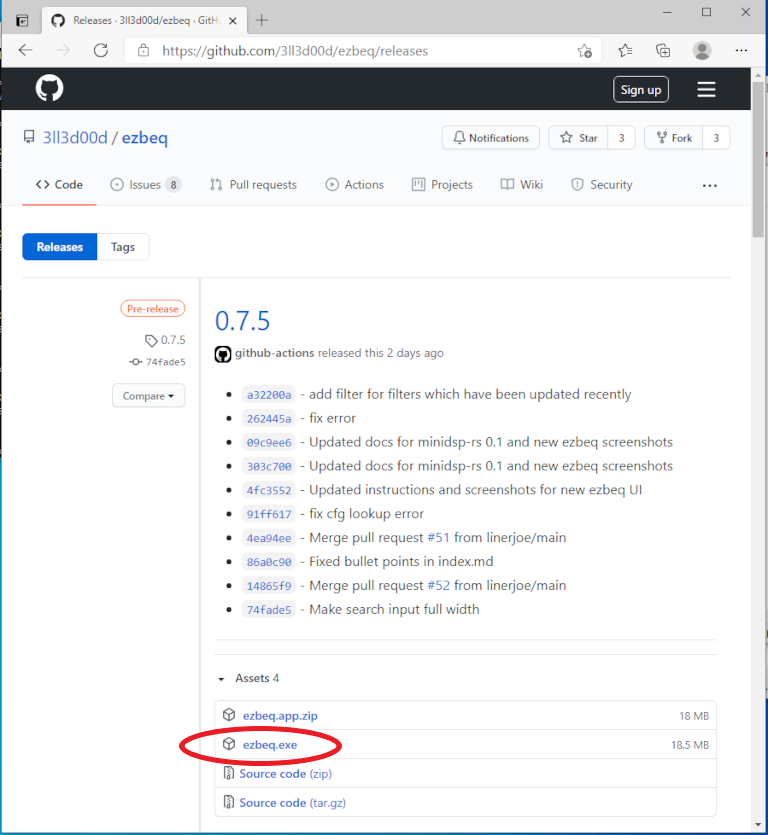 Releases · 3ll3d00d/ezbeq · GitHu
https://github.com/3ll3d00d/ezbeq/releases
Sign up
3ll3d00d / ezbeq
Notifications
Star 3
Fork 3
Code
Issues 8
Pull requests
Actions
Projects
Wiki
Security
Releases
Tags
Pre-release
0.7.5
74fade5
Compare
0.7.5
github-actions released this 2 days ago
a32200a - add filter for filters which have been updated recently
262445a - fix error
09c9ee6 - Updated docs for minidsp-rs 0.1 and new ezbeq screenshots
303c700 - Updated docs for minidsp-rs 0.1 and new ezbeq screenshots
4fc3552 - Updated instructions and screenshots for new ezbeq UI
91ff617 - fix cfg lookup error
4ea94ee - Merge pull request #51 from linerjoe/main
86a0c90 - Fixed bullet points in index.md
14865f9 - Merge pull request #52 from linerjoe/main
74fade5 - Make search input full width
Assets 4
ezbeq.app.zip 18 MB
ezbeq.exe 18.5 MB
Source code (zip)
Source code (tar.gz)